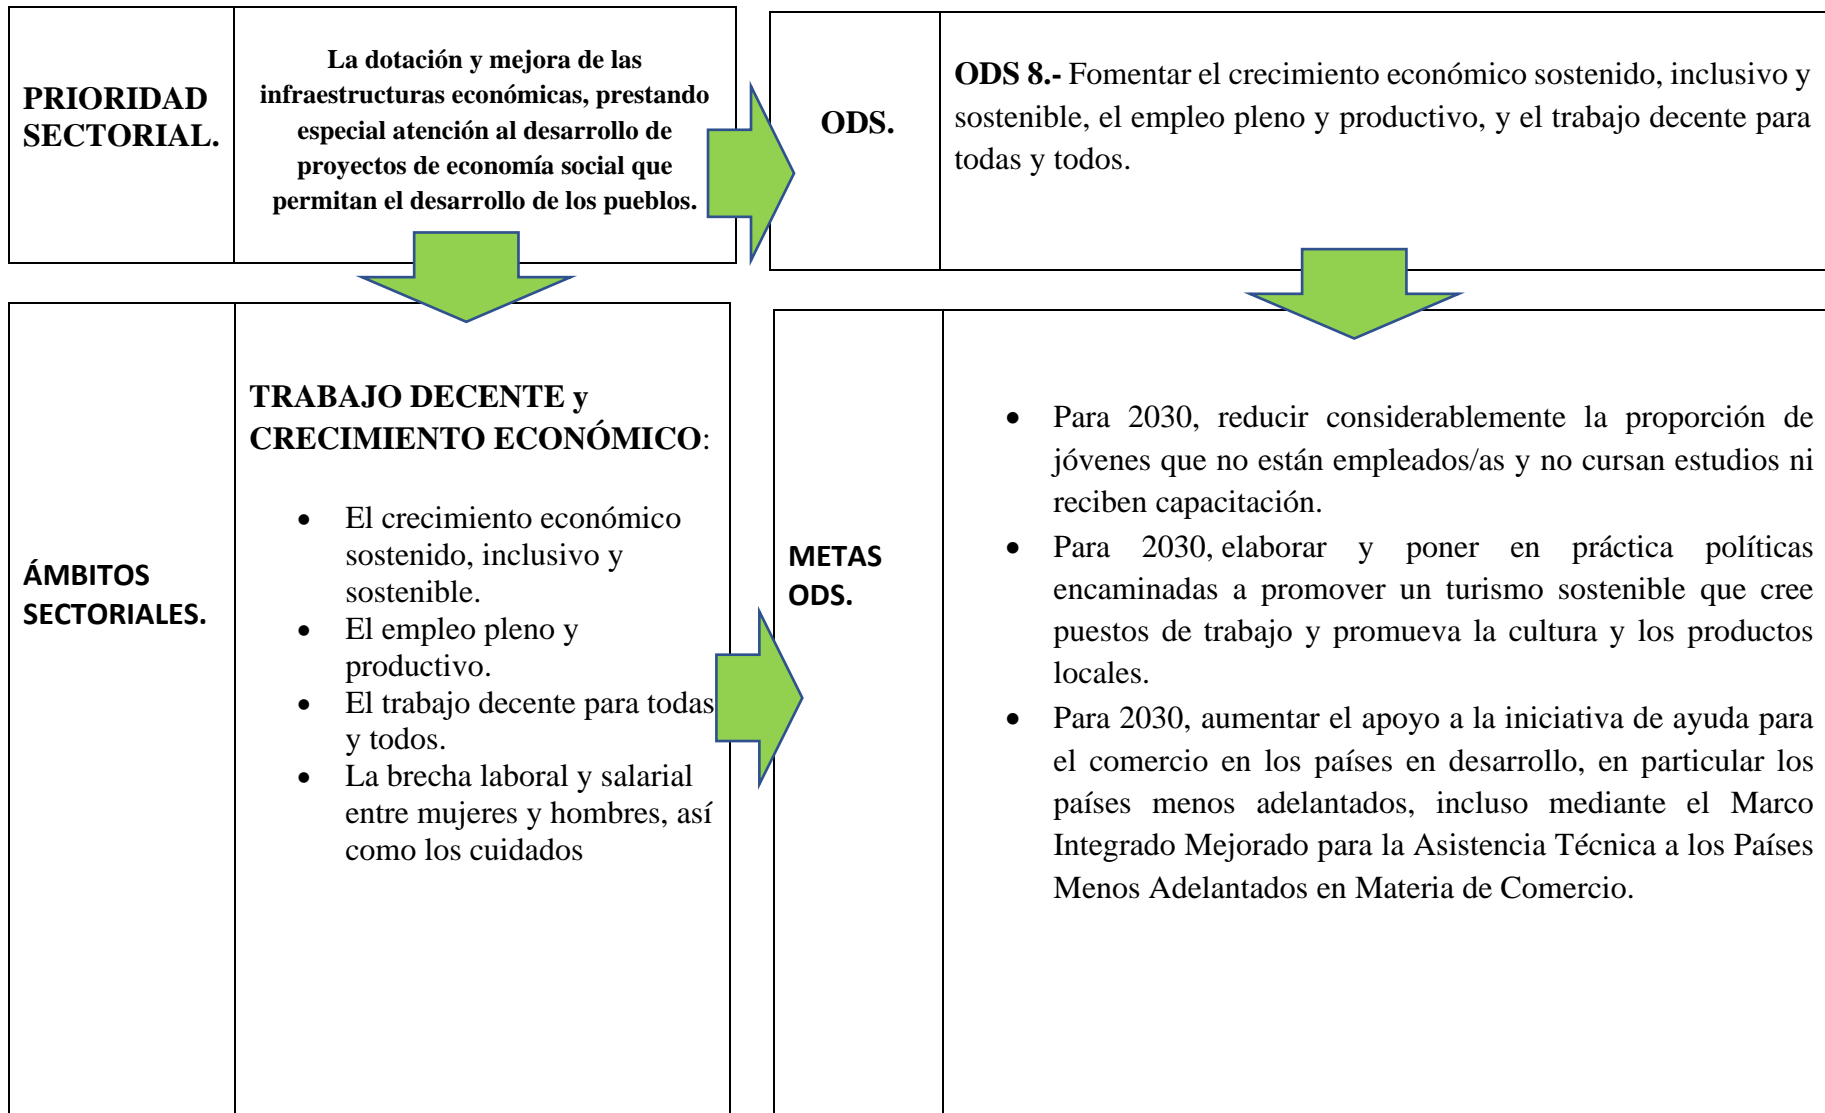 PRIORIDAD
SECTORIAL.
La dotación y mejora de las
infraestructuras económicas, prestando
especial atención al desarrollo de
proyectos de economía social que
permitan el desarrollo de los pueblos.
ODS.
ODS 8.- Fomentar el crecimiento económico sostenido, inclusivo y
sostenible, el empleo pleno y productivo, y el trabajo decente para
todas y todos.
ÁMBITOS
SECTORIALES.
TRABAJO DECENTE y
CRECIMIENTO ECONÓMICO:
• El crecimiento económico
sostenido, inclusivo y
sostenible.
• El empleo pleno y
productivo.
• El trabajo decente para todas
y todos.
• La brecha laboral y salarial
entre mujeres y hombres, así
como los cuidados
METAS
ODS.
• Para 2030, reducir considerablemente la proporción de
jóvenes que no están empleados/as y no cursan estudios ni
reciben capacitación.
• Para 2030, elaborar y poner en práctica políticas
encaminadas a promover un turismo sostenible que cree
puestos de trabajo y promueva la cultura y los productos
locales.
• Para 2030, aumentar el apoyo a la iniciativa de ayuda para
el comercio en los países en desarrollo, en particular los
países menos adelantados, incluso mediante el Marco
Integrado Mejorado para la Asistencia Técnica a los Países
Menos Adelantados en Materia de Comercio.